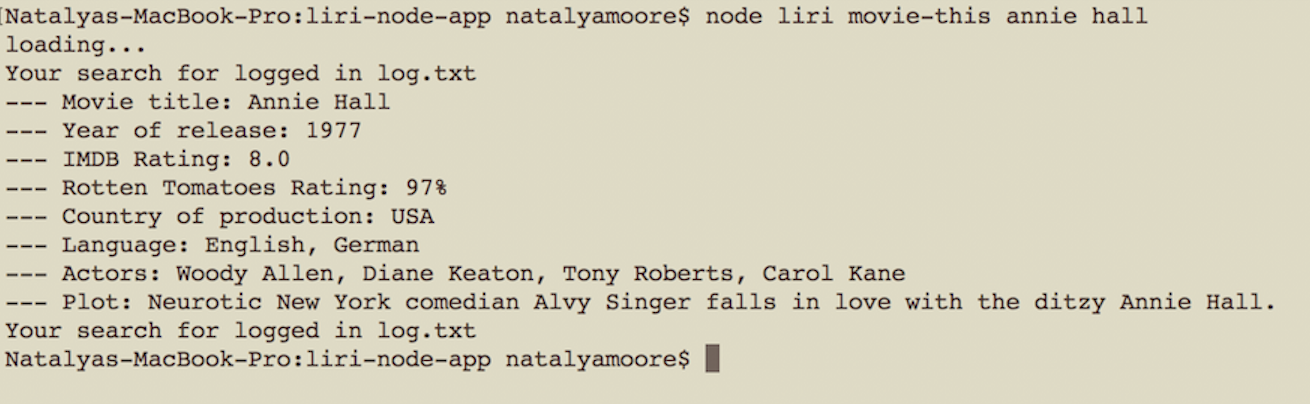 [Natalyas-MacBook-Pro:liri-node-app natalyamoore$ node liri movie-this annie hall
loading...
Your search for logged in log.txt
--- Movie title: Annie Hall
--- Year of release: 1977
--- IMDB Rating: 8.0
--- Rotten Tomatoes Rating: 97%
--- Country of production: USA
--- Language: English, German
--- Actors: Woody Allen, Diane Keaton, Tony Roberts, Carol Kane
--- Plot: Neurotic New York comedian Alvy Singer falls in love with the ditzy Annie Hall.
Your search for logged in log.txt
Natalyas-MacBook-Pro:liri-node-app natalyamoore$